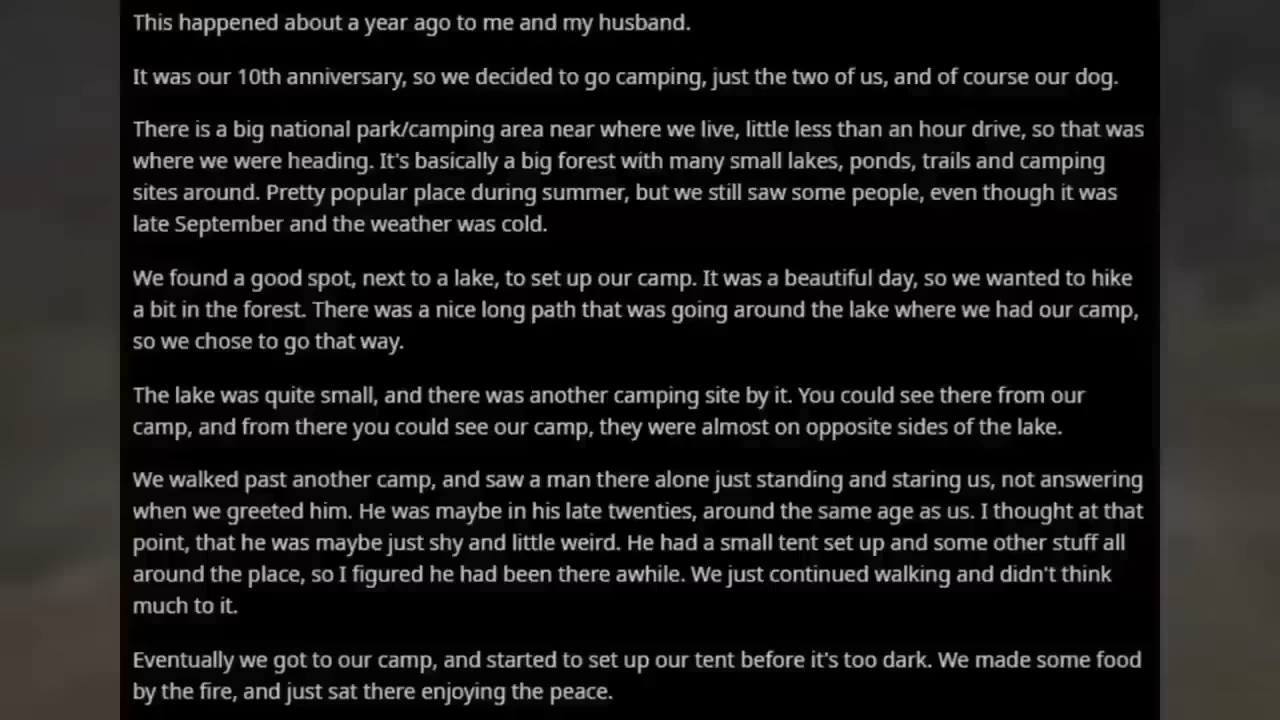 This happened about a year ago to me and my husband.
It was our 10th anniversary, so we decided to go camping, just the two of us, and of course our dog.
There is a big national park/camping area near where we live, little less than an hour drive, so that was
where we were heading. It's basically a big forest with many small lakes, ponds, trails and camping
sites around. Pretty popular place during summer, but we still saw some people, even though it was
late September and the weather was cold.
We found a good spot, next to a lake, to set up our camp. It was a beautiful day, so we wanted to hike
a bit in the forest. There was a nice long path that was going around the lake where we had our camp,
so we chose to go that way.
The lake was quite small, and there was another camping site by it. You could see there from our
camp, and from there you could see our camp, they were almost on opposite sides of the lake.
We walked past another camp, and saw a man there alone just standing and staring us, not answering
when we greeted him. He was maybe in his late twenties, around the same age as us. I thought at that
point, that he was maybe just shy and little weird. He had a small tent set up and some other stuff all
around the place, so I figured he had been there awhile. We just continued walking and didn't think
much to it.
Eventually we got to our camp, and started to set up our tent before it's too dark. We made some food
by the fire, and just sat there enjoying the peace.